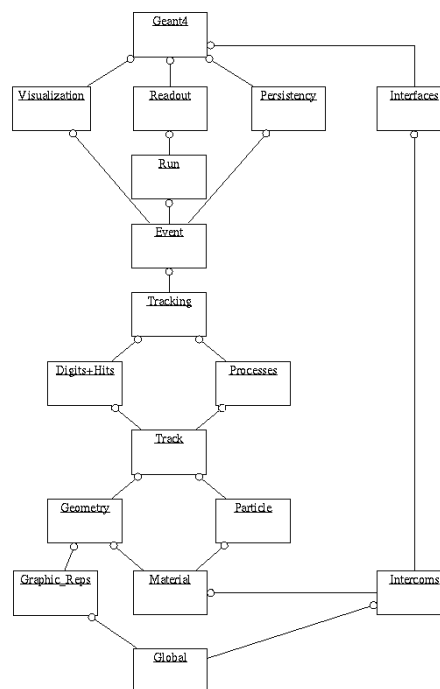 Geant4
Visualization
Readout
Persistency
Interfaces
Run
Event
Tracking
Digits+Hits
Processes
Track
Geometry
Particle
Graphic_Reps
Material
Intercoms
Global